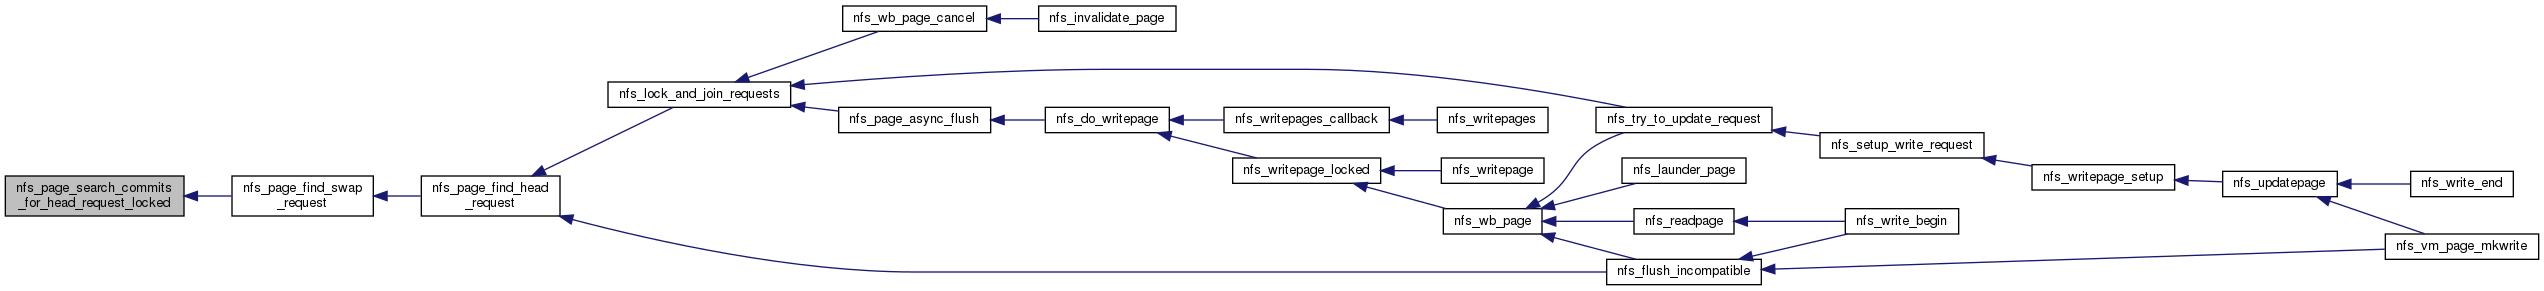 nfs_page_search_commits
_for_head_request_locked
nfs_page_find_swap
_request
nfs_page_find_head
_request
nfs_lock_and_join_requests
nfs_wb_page_cancel
nfs_invalidate_page
nfs_page_async_flush
nfs_do_writepage
nfs_writepages_callback
nfs_writepages
nfs_writepage_locked
nfs_writepage
nfs_wb_page
nfs_try_to_update_request
nfs_launder_page
nfs_readpage
nfs_flush_incompatible
nfs_setup_write_request
nfs_write_begin
nfs_writepage_setup
nfs_updatepage
nfs_write_end
nfs_vm_page_mkwrite